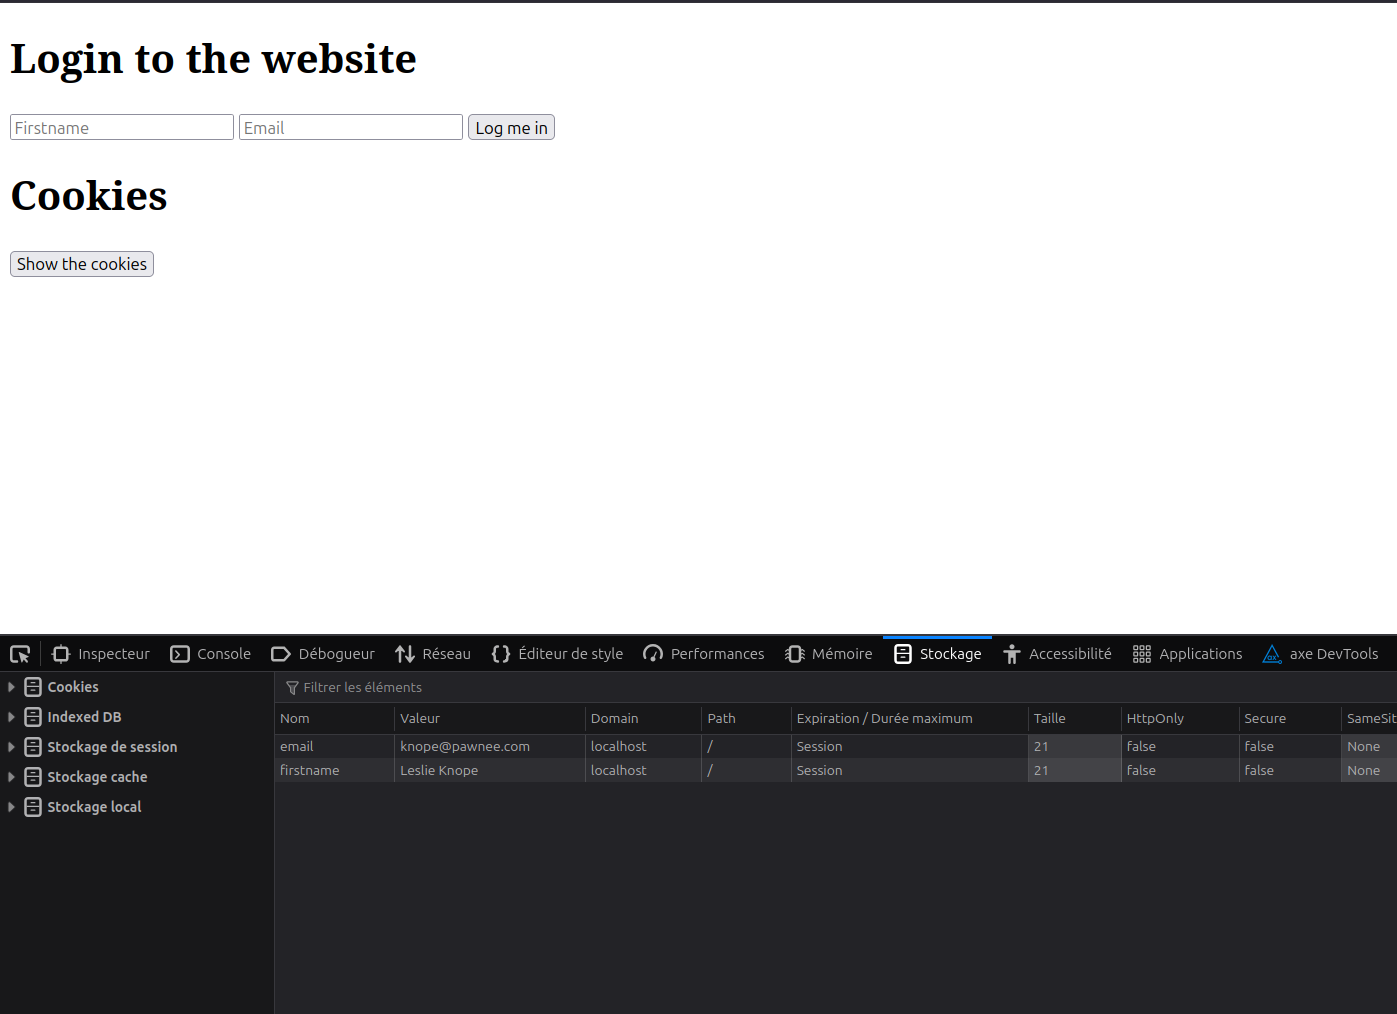 Login to the website
Firstname Email Log me in
Cookies
Show the cookies
Inspecteur Console Débogueur Réseau Éditeur de style Performances Mémoire Stockage Accessibilité Applications axe DevTools
Cookies
Indexed DB
Stockage de session
Stockage cache
Stockage local
Filtrer les éléments
Nom Valeur Domain Path Expiration / Durée maximum Taille HttpOnly Secure SameSit
email knope@pawnee.com localhost / Session 21 false false None
firstname Leslie Knope localhost / Session 21 false false None